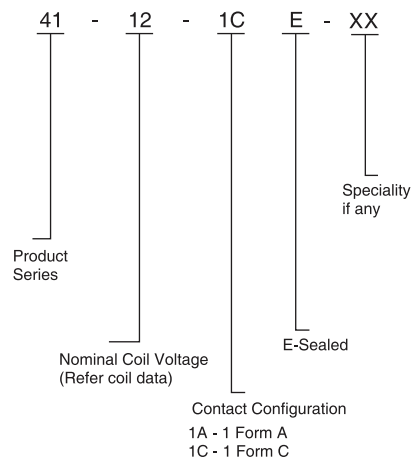 41 - 12 - 1C E - XX
Speciality
if any
Product
Series
E-Sealed
Nominal Coil Voltage
(Refer coil data)
Contact Configuration
1A - 1 Form A
1C - 1 Form C